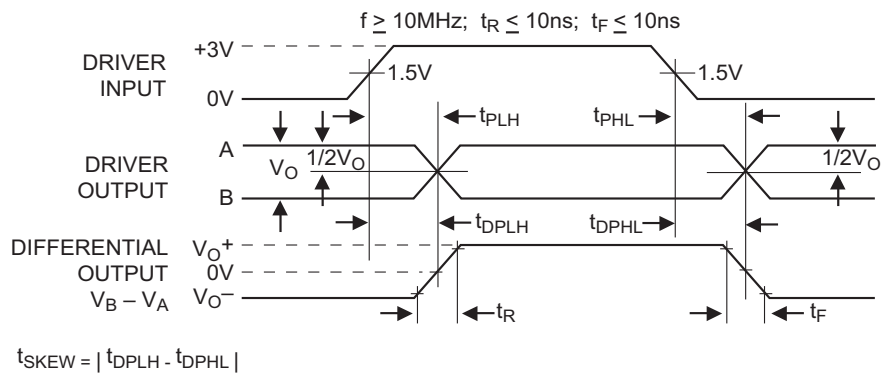 f ≥ 10MHz; tR ≤ 10ns; tF ≤ 10ns
DRIVER
INPUT
+3V
0V
1.5V
1.5V
tPLH
tPHL
DRIVER
OUTPUT
A
B
VO
1/2VO
1/2VO
tDPLH
tDPHL
DIFFERENTIAL
OUTPUT
VB – VA
VO+
0V
VO–
tR
tF
tSKEW = | tDPLH - tDPHL |